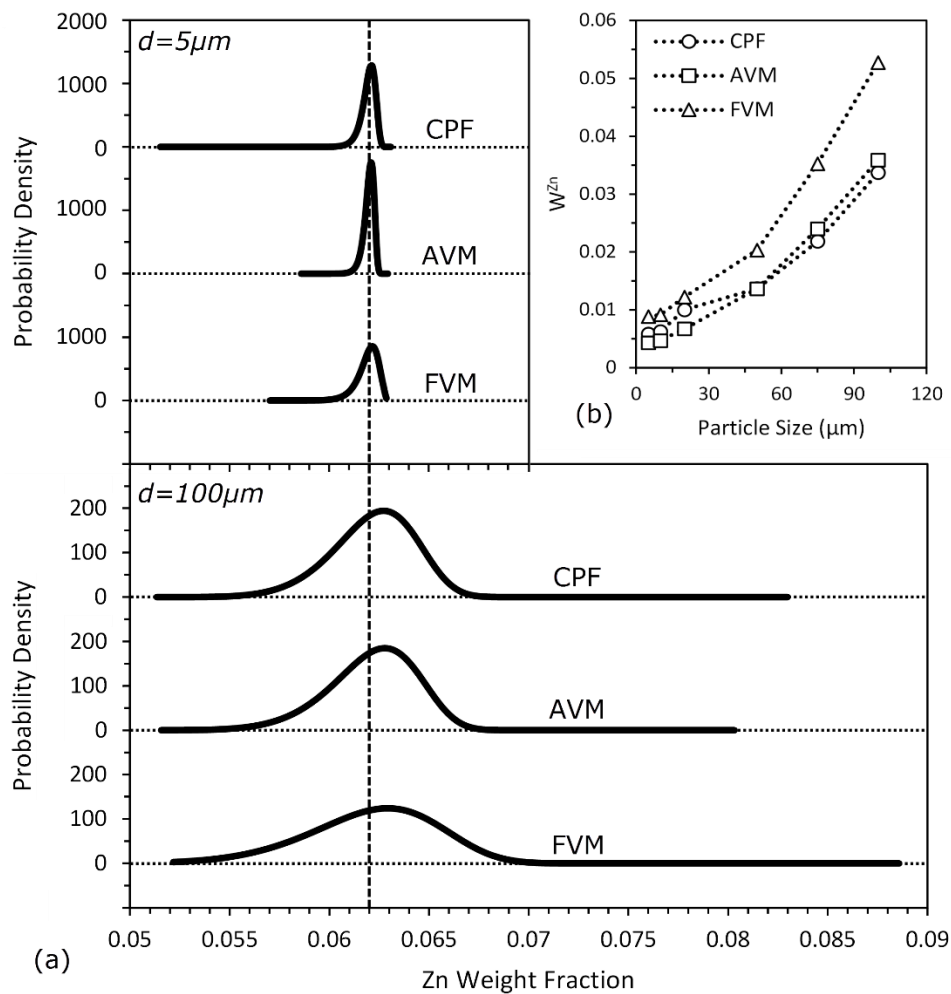 d=5μm
Probability Density
2000
1000
0
CPF
1000
0
AVM
1000
0
FVM
W^Zn
0.06
0.05
0.04
0.03
0.02
0.01
0
CPF
AVM
FVM
0 30 60 90 120
Particle Size (μm)
(b)
d=100μm
Probability Density
200
100
0
CPF
Probability Density
200
100
0
AVM
200
100
0
FVM
0.05 0.055 0.06 0.065 0.07 0.075 0.08 0.085 0.09
Zn Weight Fraction
(a)